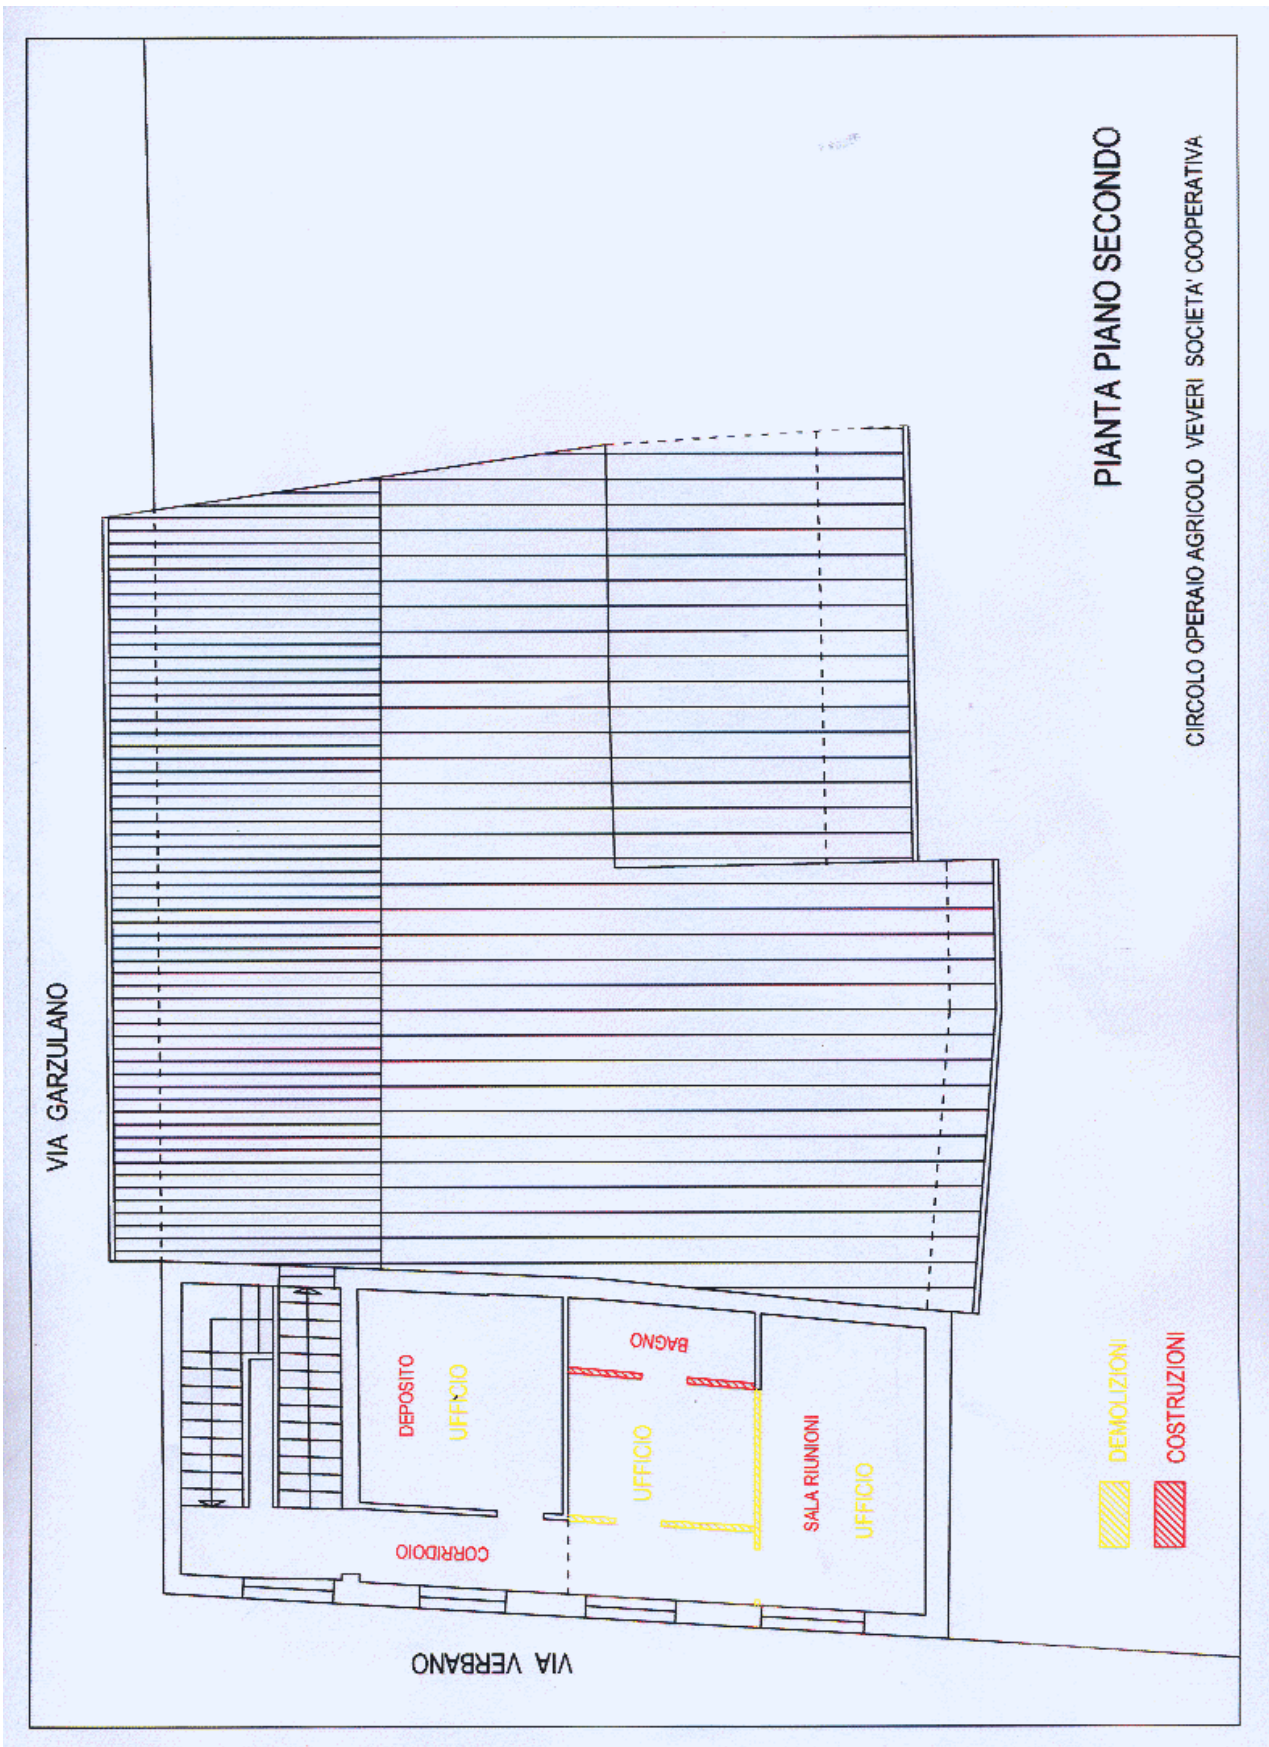 VIA GARZULANO
PIANTA PIANO SECONDO
CIRCOLO OPERAIO AGRICOLO VEVERI SOCIETA' COOPERATIVA
DEPOSITO
UFFICIO
BAGNO
UFFICIO
SALA RIUNIONI
UFFICIO
CORRIDOIO
VIA VERBANO
DEMOLIZIONI
COSTRUZIONI